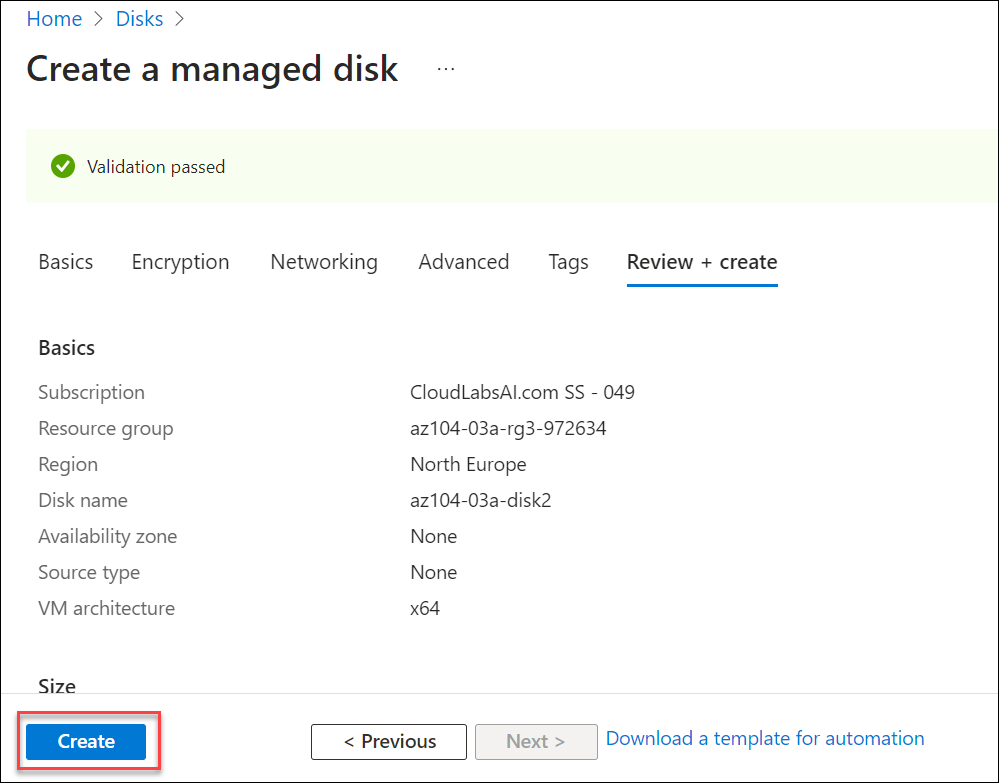 Home > Disks >
Create a managed disk ...
Validation passed
Basics Encryption Networking Advanced Tags Review + create
Basics
Subscription CloudLabsAI.com SS - 049
Resource group az104-03a-rg3-972634
Region North Europe
Disk name az104-03a-disk2
Availability zone None
Source type None
VM architecture x64
Size
Create < Previous Next > Download a template for automation